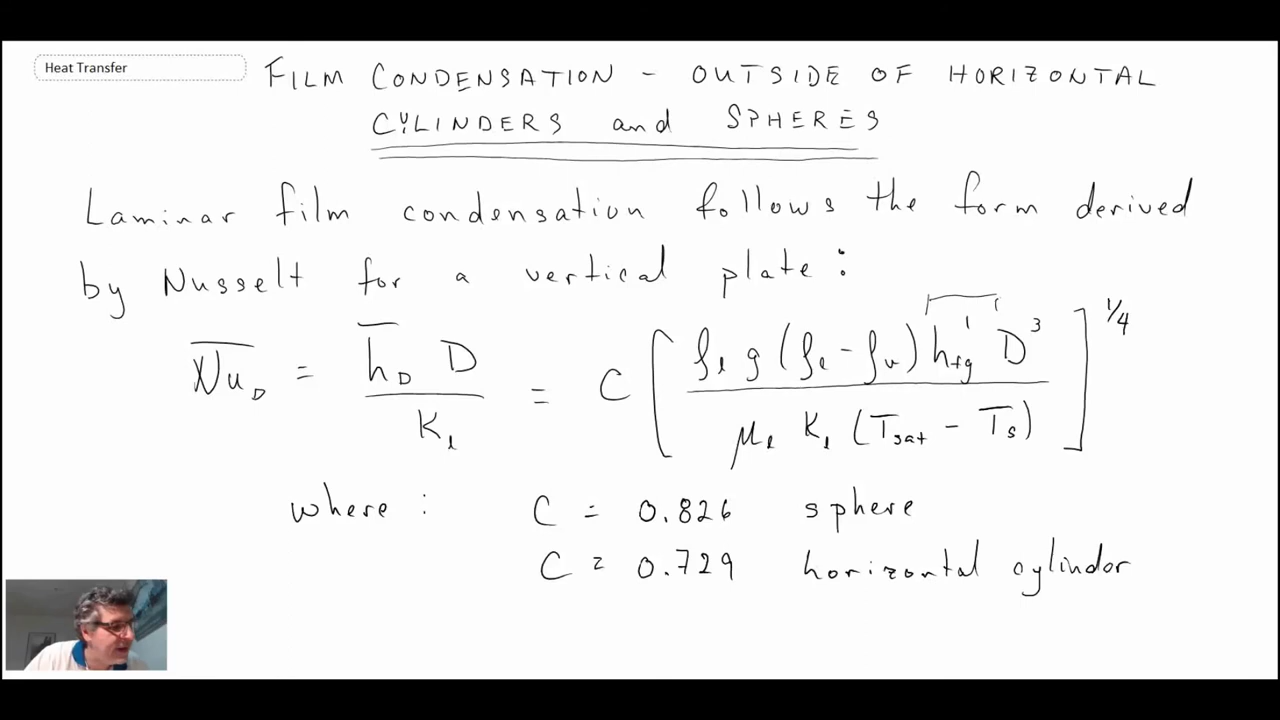 Heat Transfer
FILM CONDENSATION - OUTSIDE OF HORIZONTAL
CYLINDERS and SPHERES
Laminar film condensation follows the form derived
by Nusselt for a vertical plate:
Nu_D = h_D D / K_l = C [ ρ_l g (ρ_l - ρ_v) h'_fg D^3 / μ_l K_l (T_sat - T_s) ]^1/4
where : C = 0.826 sphere
C = 0.729 horizontal cylindor